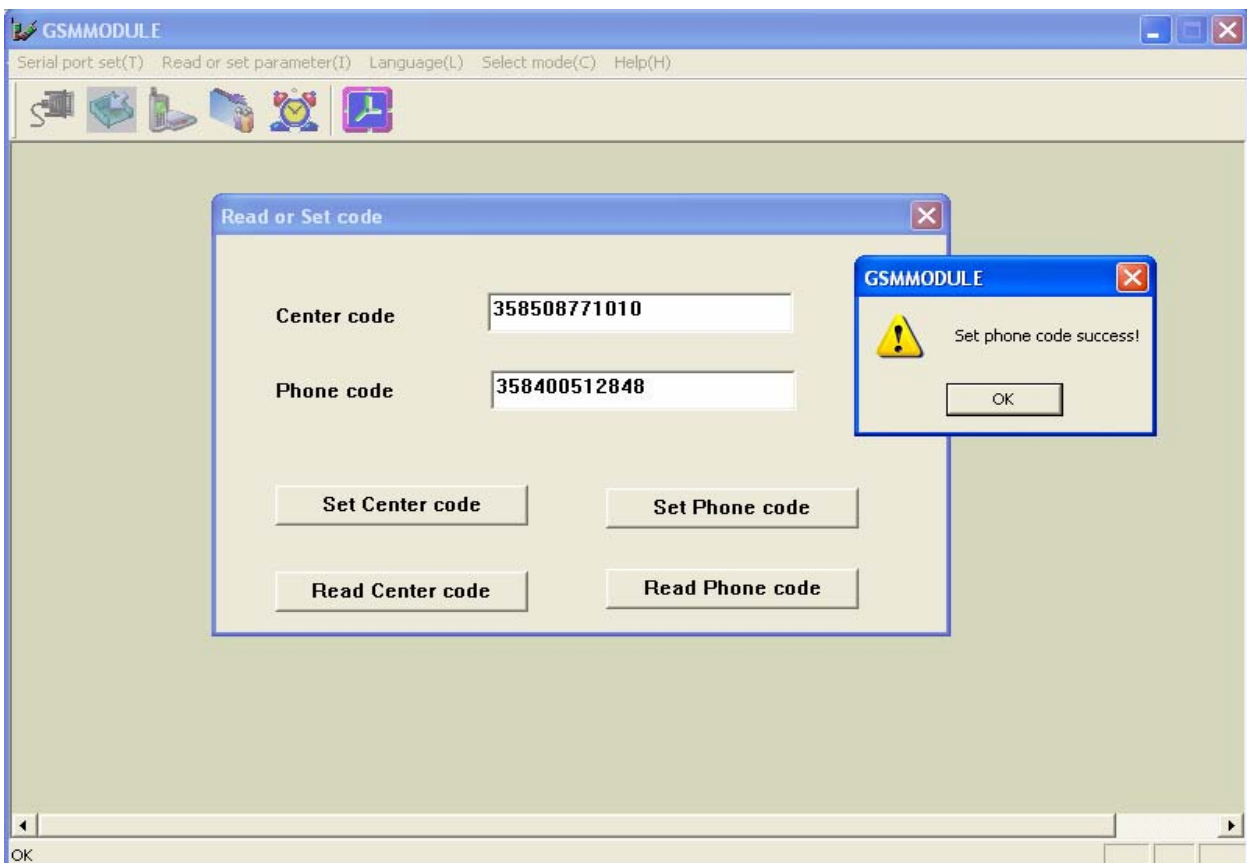 GSMMODULE
Serial port set(T) Read or set parameter(I) Language(L) Select mode(C) Help(H)
Read or Set code
GSMMODULE
Center code 358508771010
Set phone code success!
Phone code 358400512848
OK
Set Center code Set Phone code
Read Center code Read Phone code
OK